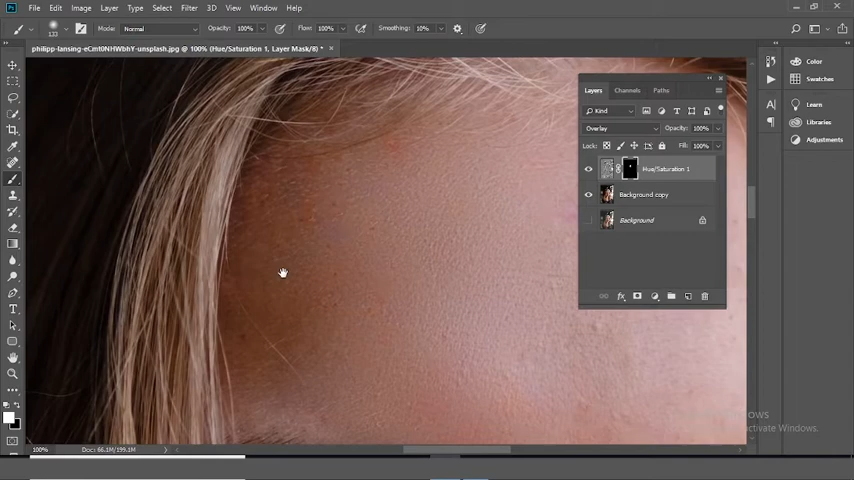 Ps File Edit Image Layer Type Select Filter 3D View Window Help
133 Mode: Normal Opacity: 100% Flow: 100% Smoothing: 10%
philipp-lansing-eCmt0NHWbhY-unsplash.jpg @ 100% (Hue/Saturation 1, Layer Mask/8) * ×
Layers Channels Paths
Kind
Overlay Opacity: 100%
Lock: Fill: 100%
Hue/Saturation 1
Background copy
Background
fx
Color
Swatches
Learn
Libraries
Adjustments
100% Doc: 66.1M/199.1M